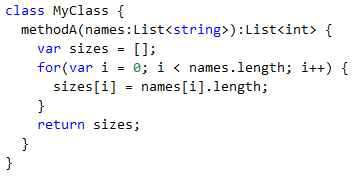 class MyClass {
  methodA(names:List<string>):List<int> {
    var sizes = [];
    for(var i = 0; i < names.length; i++) {
      sizes[i] = names[i].length;
    }
    return sizes;
  }
}